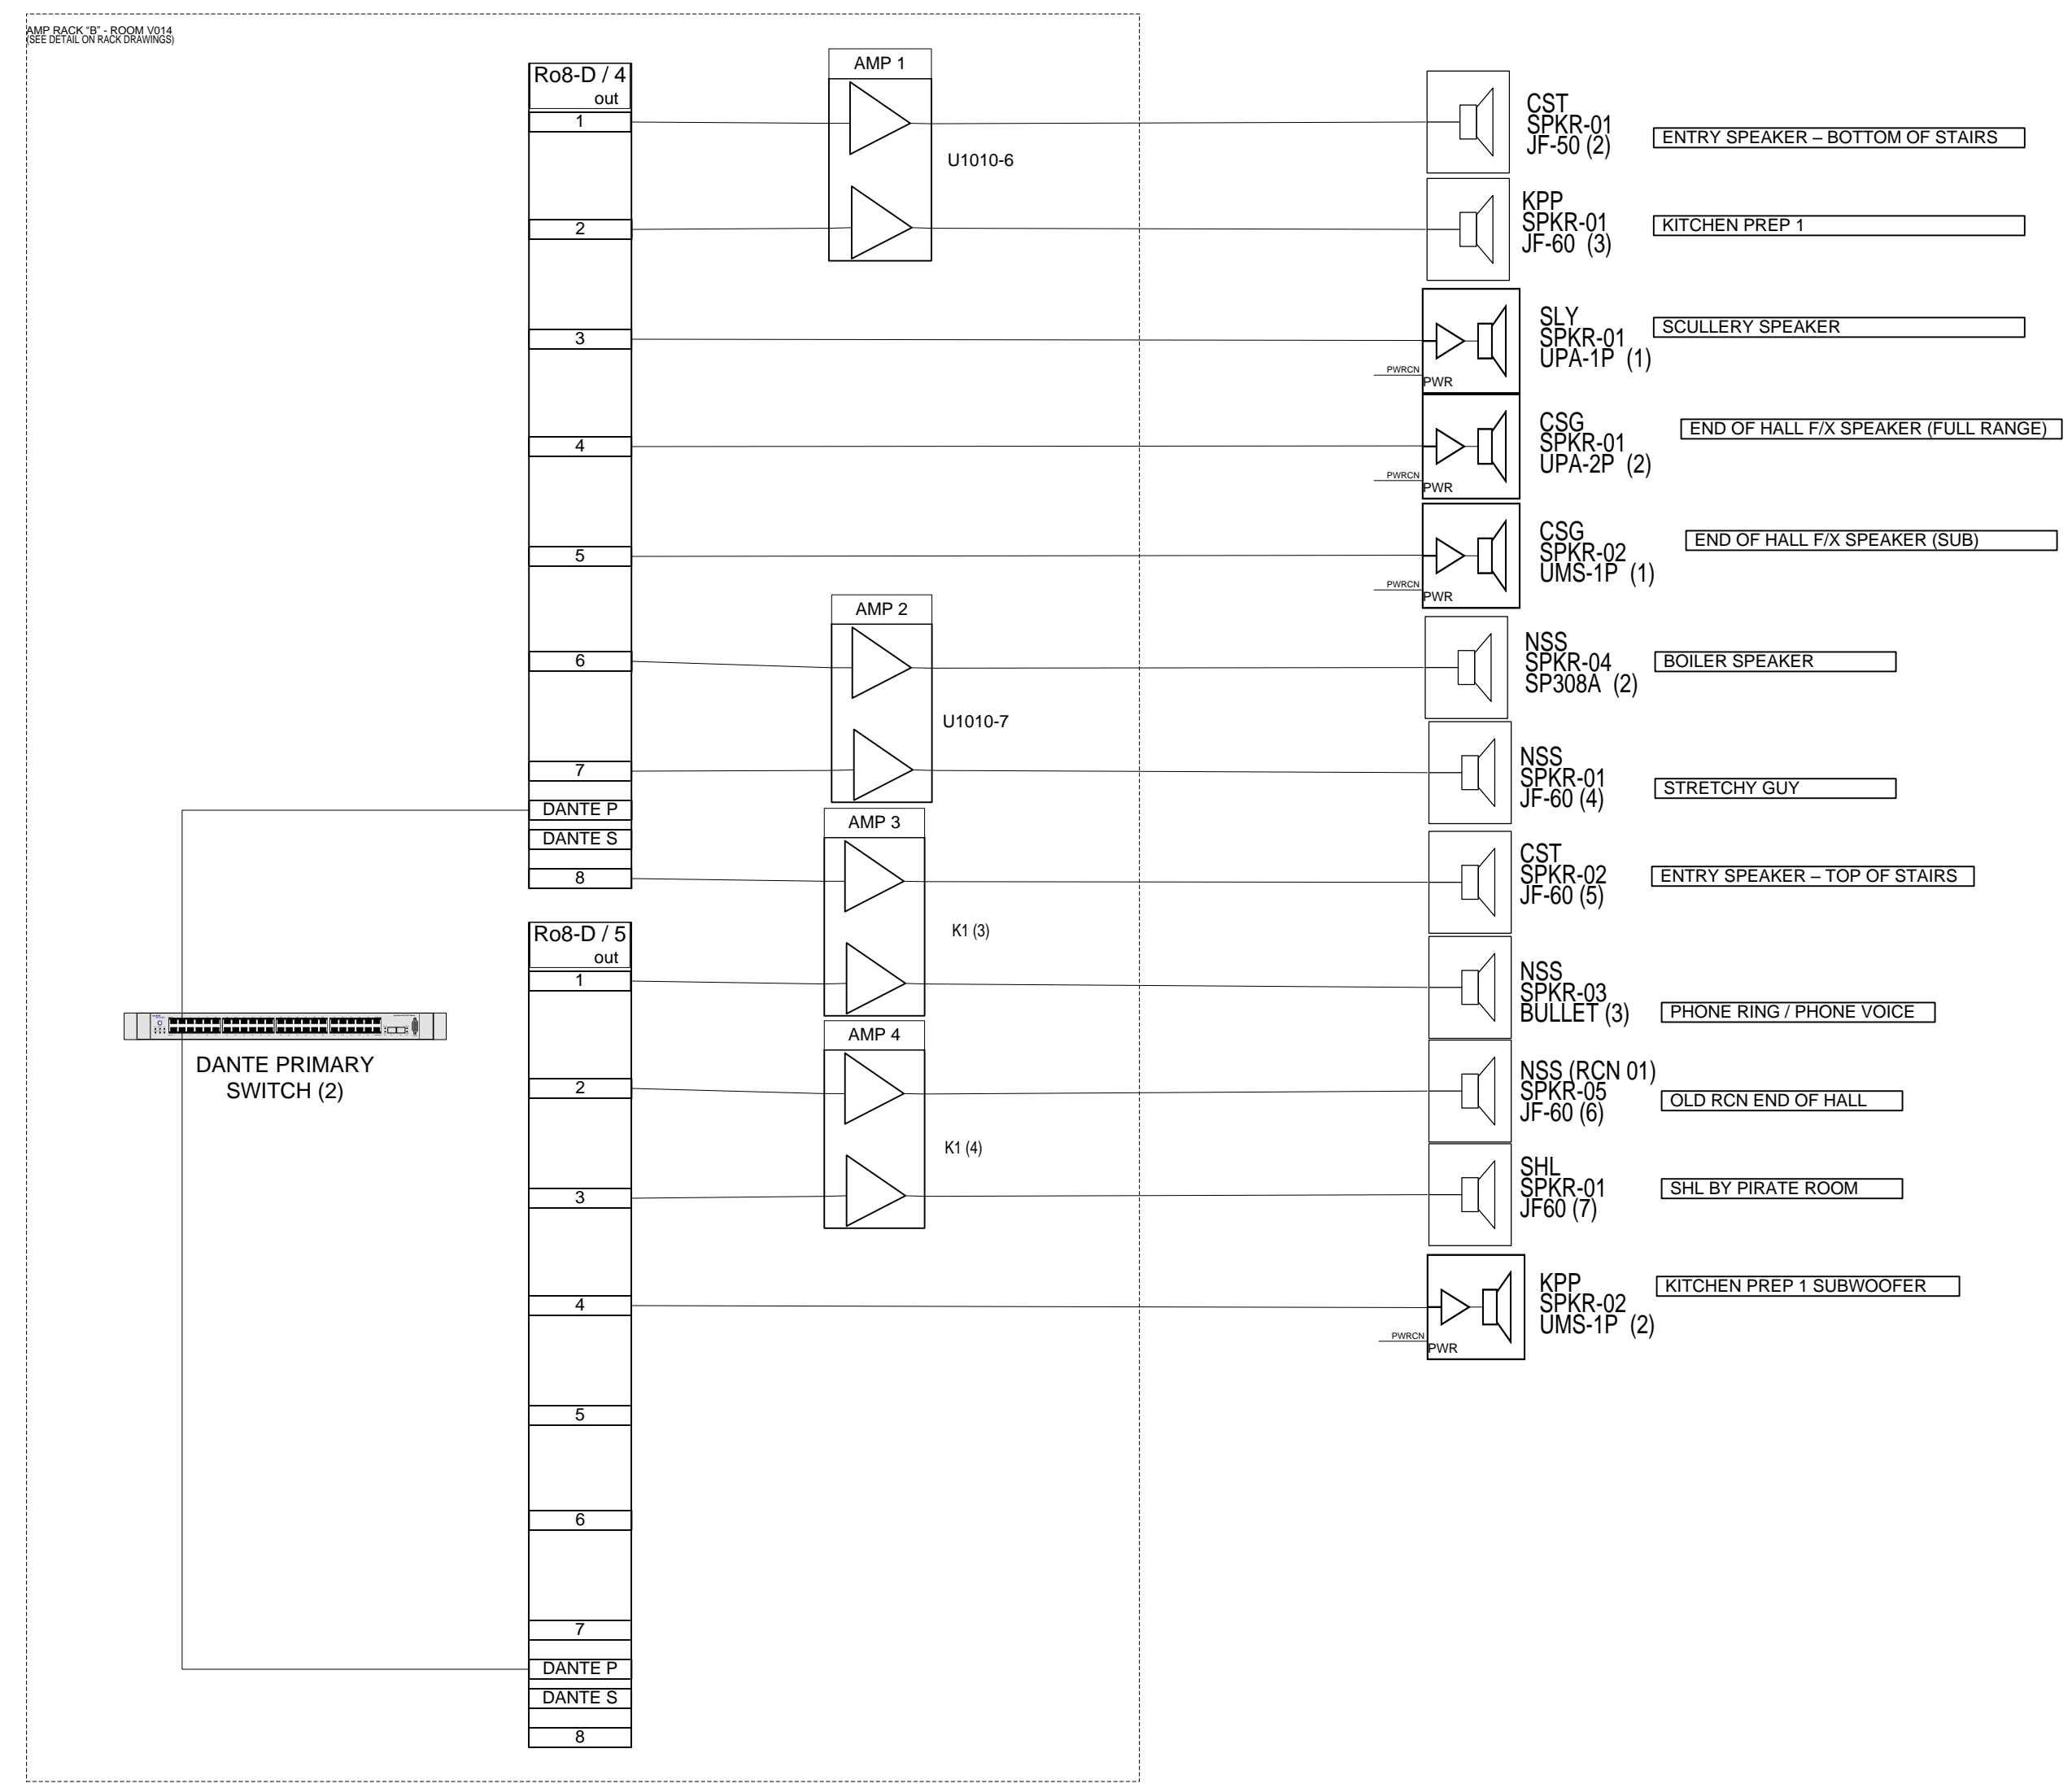 AMP RACK “B” - ROOM V014
(SEE DETAIL ON RACK DRAWINGS)
Ro8-D / 4
out
1
2
3
4
5
6
7
DANTE P
DANTE S
8
Ro8-D / 5
out
1
2
3
4
5
6
7
DANTE P
DANTE S
8
DANTE PRIMARY
SWITCH (2)
AMP 1
U1010-6
AMP 2
U1010-7
AMP 3
K1 (3)
AMP 4
K1 (4)
CST
SPKR-01
JF-50 (2)
ENTRY SPEAKER – BOTTOM OF STAIRS
KPP
SPKR-01
JF-60 (3)
KITCHEN PREP 1
SLY
SPKR-01
UPA-1P (1)
SCULLERY SPEAKER
PWRCN
PWR
CSG
SPKR-01
UPA-2P (2)
END OF HALL F/X SPEAKER (FULL RANGE)
PWRCN
PWR
CSG
SPKR-02
UMS-1P (1)
END OF HALL F/X SPEAKER (SUB)
PWRCN
PWR
NSS
SPKR-04
SP308A (2)
BOILER SPEAKER
NSS
SPKR-01
JF-60 (4)
STRETCHY GUY
CST
SPKR-02
JF-60 (5)
ENTRY SPEAKER – TOP OF STAIRS
NSS
SPKR-03
BULLET (3)
PHONE RING / PHONE VOICE
NSS (RCN 01)
SPKR-05
JF-60 (6)
OLD RCN END OF HALL
SHL
SPKR-01
JF60 (7)
SHL BY PIRATE ROOM
KPP
SPKR-02
UMS-1P (2)
KITCHEN PREP 1 SUBWOOFER
PWRCN
PWR